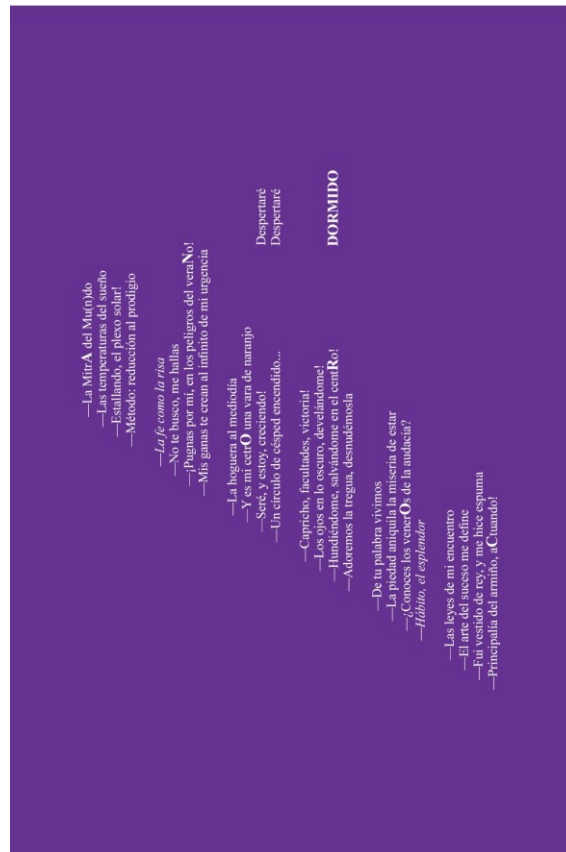 —La MitrA del Mu(n)do
—Las temperaturas del sueño
—Estallando, el plexo solar!
—Método: reducción al prodigio
—La fe como la risa
—No te busco, me hallas
—¡Pugnas por mi, en los peligros del veraNo!
—Mis ganas te crean al infinito de mi urgencia
—La hoguera al mediodía
—Y es mi cetrO una vara de naranjo
—Seré, y estoy, creciendo!
—Un círculo de césped encendido...
Despertaré
Despertaré
—Capricho, facultades, victoria!
—Los ojos en lo oscuro, develándome!
—Hundiéndome, salvándome en el centRo!
—Adoremos la tregua, desnudémosla
DORMIDO
—De tu palabra vivimos
—La piedad aniquila la miseria de estar
—¿Conoces los venerOs de la audacia?
—Hábito, el esplendor
—Las leyes de mi encuentro
—El arte del suceso me define
—Fui vestido de rey, y me hice espuma
—Principalía del armiño, aCtuando!